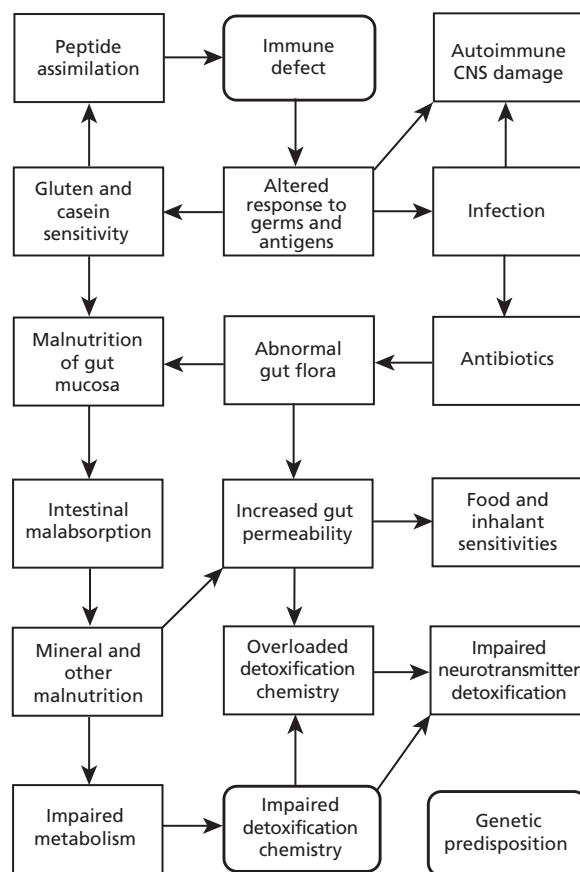 Peptide
assimilation
Immune
defect
Autoimmune
CNS damage
Gluten and
casein
sensitivity
Altered
response to
germs and
antigens
Infection
Malnutrition
of gut
mucosa
Abnormal
gut flora
Antibiotics
Intestinal
malabsorption
Increased gut
permeability
Food and
inhalant
sensitivities
Mineral and
other
malnutrition
Overloaded
detoxification
chemistry
Impaired
neurotransmitter
detoxification
Impaired
metabolism
Impaired
detoxification
chemistry
Genetic
predisposition